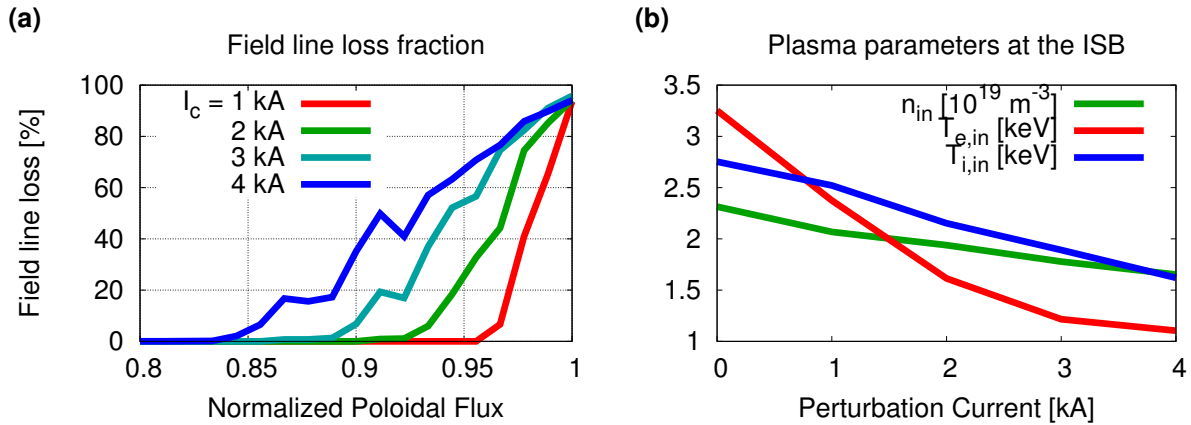 (a)
Field line loss fraction
Field line loss [%]
100
80
60
40
20
0
I_c = 1 kA
2 kA
3 kA
4 kA
0.8 0.85 0.9 0.95 1
Normalized Poloidal Flux
(b)
Plasma parameters at the ISB
3.5
3
2.5
2
1.5
1
n_in [10^19 m^-3]
T_e,in [keV]
T_i,in [keV]
0 1 2 3 4
Perturbation Current [kA]